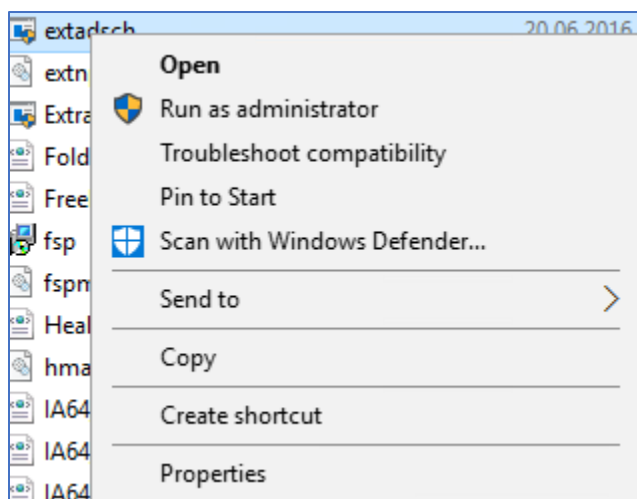 extadsch 20.06.2016
Open
extn
Run as administrator
Extra
Troubleshoot compatibility
Fold
Pin to Start
Free
Scan with Windows Defender...
fsp
fspm
Send to
Heal
Copy
hma
IA64
Create shortcut
IA64
Properties
IA64